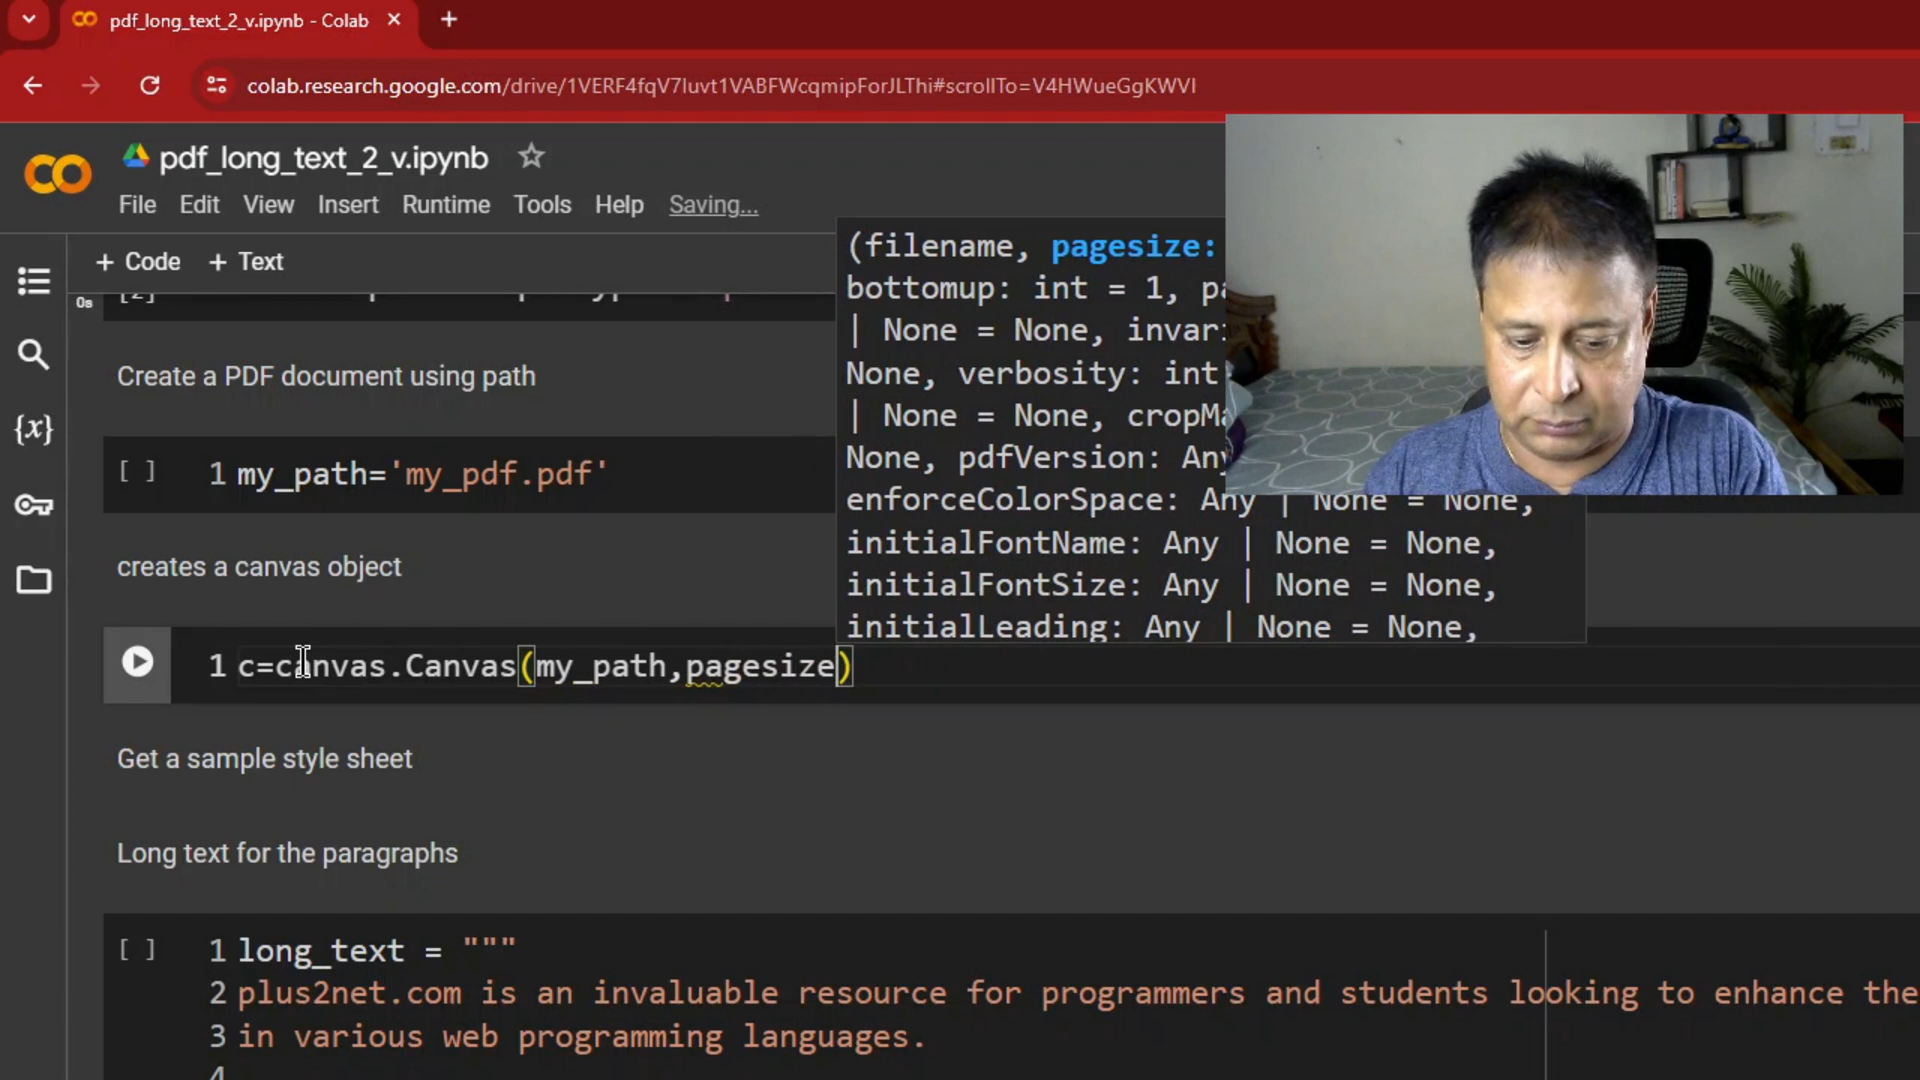 pdf_long_text_2_v.ipynb - Colab
colab.research.google.com/drive/1VERF4fqV7Iuvt1VABFWcqmipForJLThi#scrollTo=V4HWueGgKWVI
pdf_long_text_2_v.ipynb
File Edit View Insert Runtime Tools Help Saving...
+ Code + Text
(filename, pagesize:
bottomup: int = 1,
| None = None,
None, verbosity: int
| None = None,
None, pdfVersion:
enforceColorSpace: Any | None = None,
initialFontName: Any | None = None,
initialFontSize: Any | None = None,
initialLeading: Any | None = None,
[2]
0s
Create a PDF document using path
[ ] 1 my_path='my_pdf.pdf'
creates a canvas object
1 c=canvas.Canvas(my_path,pagesize)
Get a sample style sheet
Long text for the paragraphs
[ ] 1 long_text = """
2 plus2net.com is an invaluable resource for programmers and students looking to enhance
3 in various web programming languages.
4